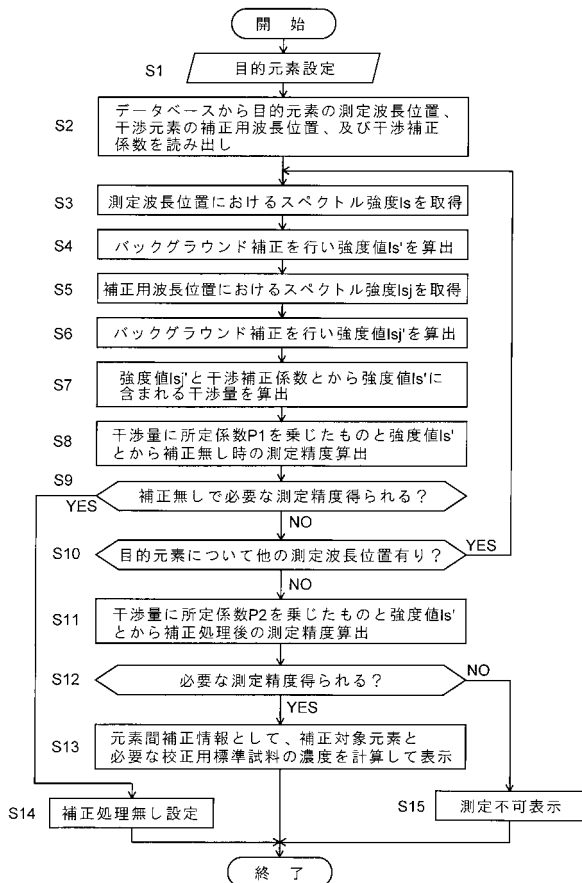 開 始
S1
目的元素設定
S2
データベースから目的元素の測定波長位置、
干渉元素の補正用波長位置、及び干渉補正
係数を読み出し
S3
測定波長位置におけるスペクトル強度Isを取得
S4
バックグラウンド補正を行い強度値Is'を算出
S5
補正用波長位置におけるスペクトル強度Isjを取得
S6
バックグラウンド補正を行い強度値Isj'を算出
S7
強度値Isj'と干渉補正係数とから強度値Is'に
含まれる干渉量を算出
S8
干渉量に所定係数P1を乗じたものと強度値Is'
とから補正無し時の測定精度算出
S9
補正無しで必要な測定精度得られる?
YES
NO
S10
目的元素について他の測定波長位置有り?
YES
NO
S11
干渉量に所定係数P2を乗じたものと強度値Is'
とから補正処理後の測定精度算出
S12
必要な測定精度得られる?
NO
YES
S13
元素間補正情報として、補正対象元素と
必要な校正用標準試料の濃度を計算して表示
S14
補正処理無し設定
S15
測定不可表示
終 了